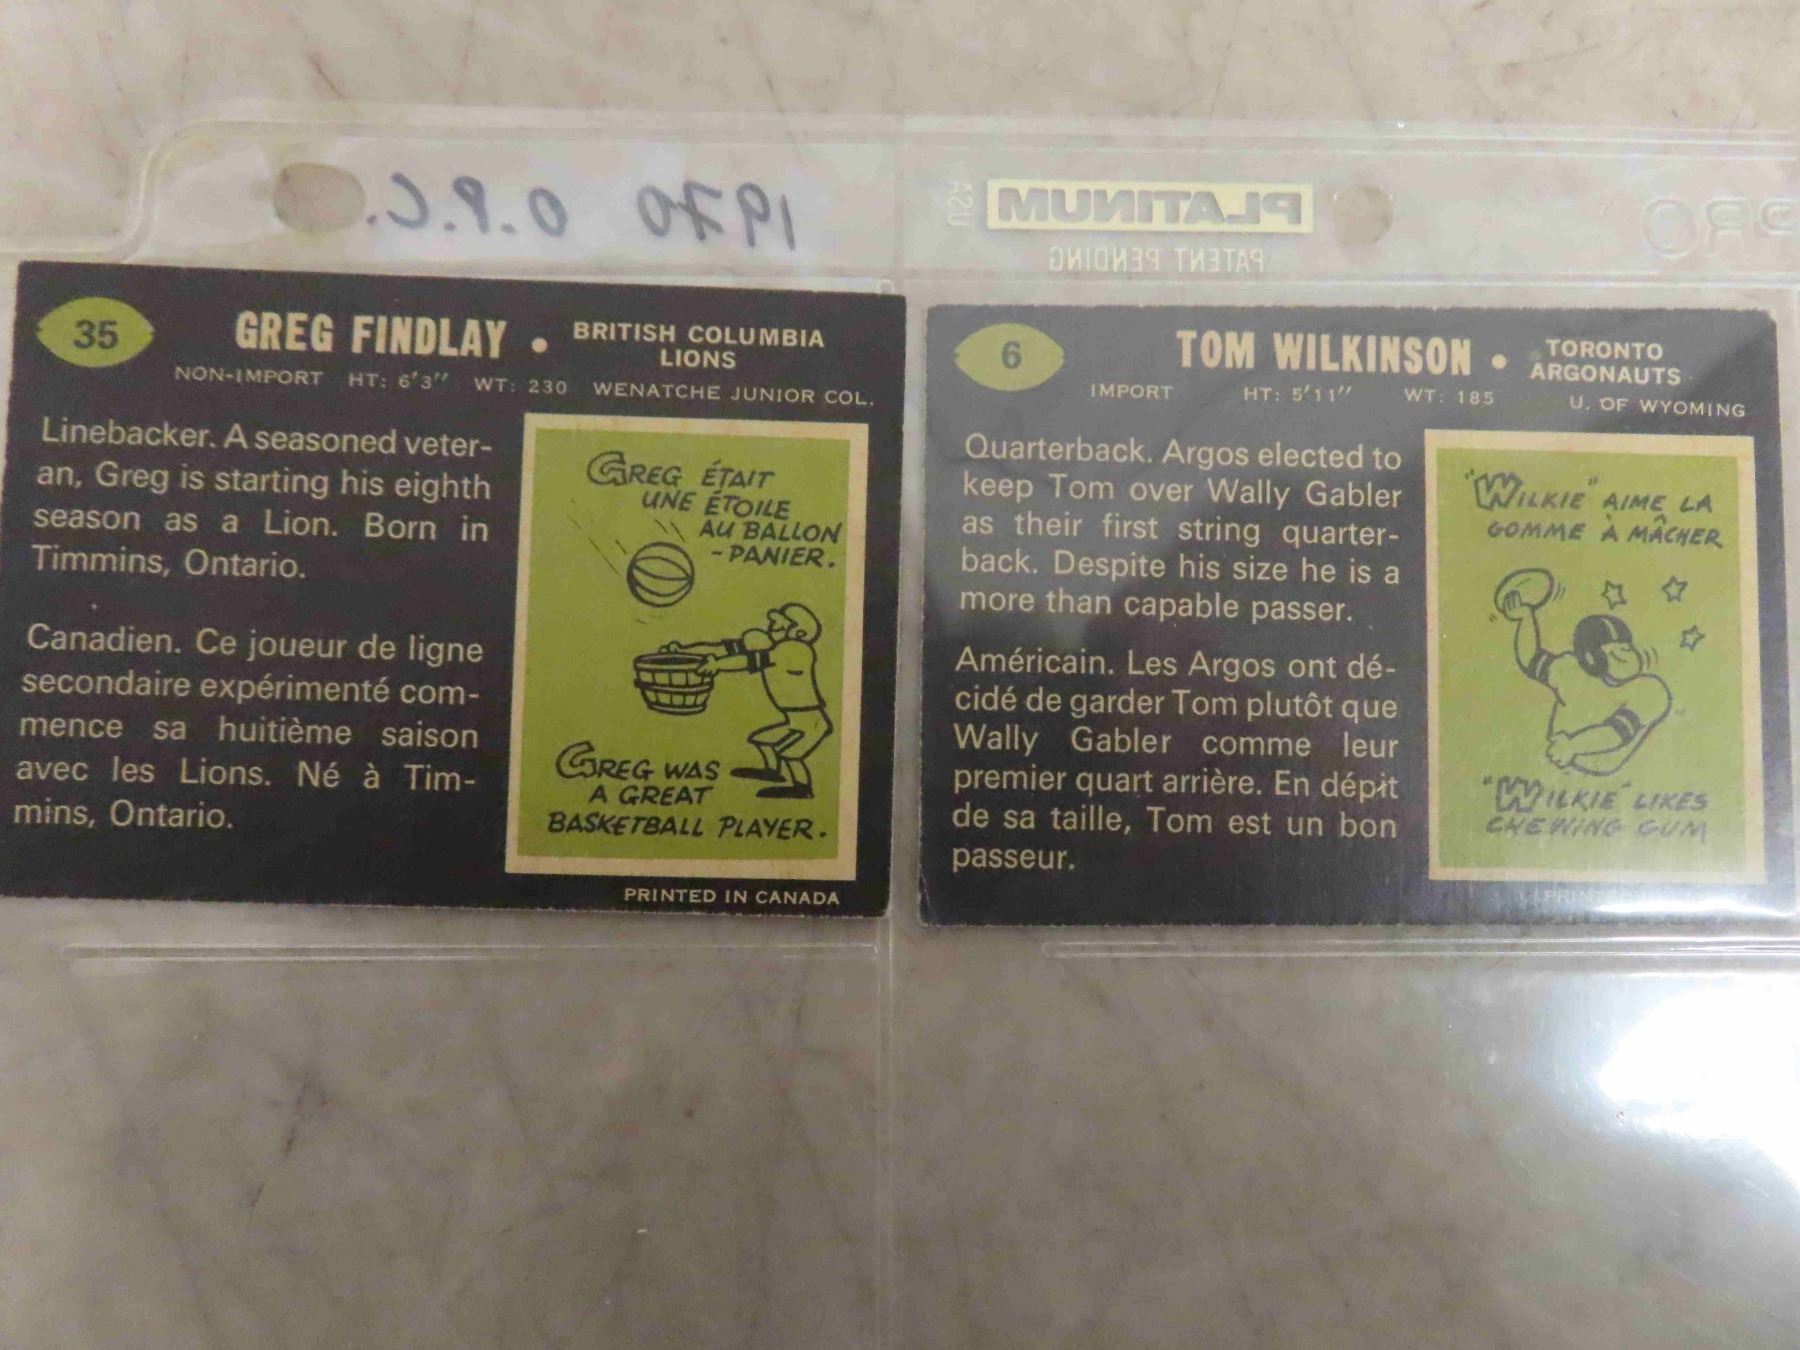 1970 O.P.C.
PLATINUM
PATENT PENDING
PRO
35
GREG FINDLAY • BRITISH COLUMBIA
LIONS
NON-IMPORT HT: 6'3" WT: 230 WENATCHE JUNIOR COL.
Linebacker. A seasoned veter-
an, Greg is starting his eighth
season as a Lion. Born in
Timmins, Ontario.
Canadien. Ce joueur de ligne
secondaire expérimenté com-
mence sa huitième saison
avec les Lions. Né à Tim-
mins, Ontario.
GREG ÉTAIT
UNE ÉTOILE
AU BALLON
-PANIER.
GREG WAS
A GREAT
BASKETBALL PLAYER.
PRINTED IN CANADA
6
TOM WILKINSON • TORONTO
ARGONAUTS
IMPORT HT: 5'11" WT: 185 U. OF WYOMING
Quarterback. Argos elected to
keep Tom over Wally Gabler
as their first string quarter-
back. Despite his size he is a
more than capable passer.
Américain. Les Argos ont dé-
cidé de garder Tom plutôt que
Wally Gabler comme leur
premier quart arrière. En dépit
de sa taille, Tom est un bon
passeur.
"WILKIE" AIME LA
GOMME À MÂCHER
"WILKIE" LIKES
CHEWING GUM